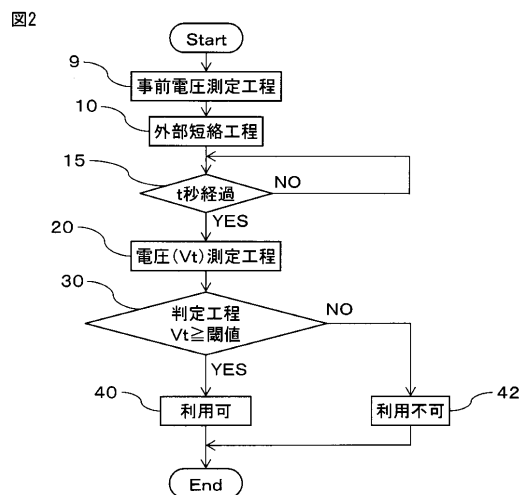 図2
Start
9
事前電圧測定工程
10
外部短絡工程
15
t秒経過
NO
YES
20
電圧(Vt)測定工程
30
判定工程
Vt≧閾値
NO
YES
40
利用可
利用不可
42
End